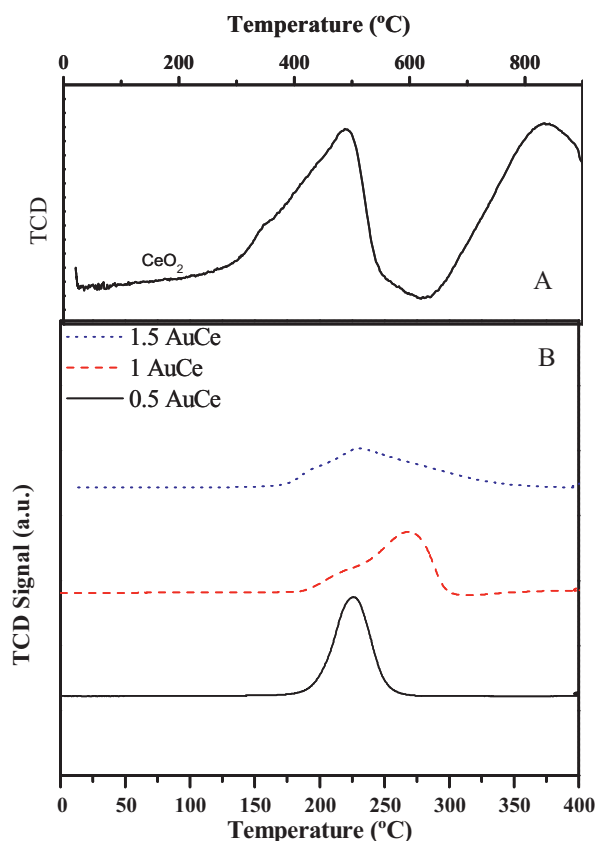 Temperature (ºC)
0 200 400 600 800
TCD
CeO2
A
1.5 AuCe
1 AuCe
0.5 AuCe
B
TCD Signal (a.u.)
0 50 100 150 200 250 300 350 400
Temperature (ºC)